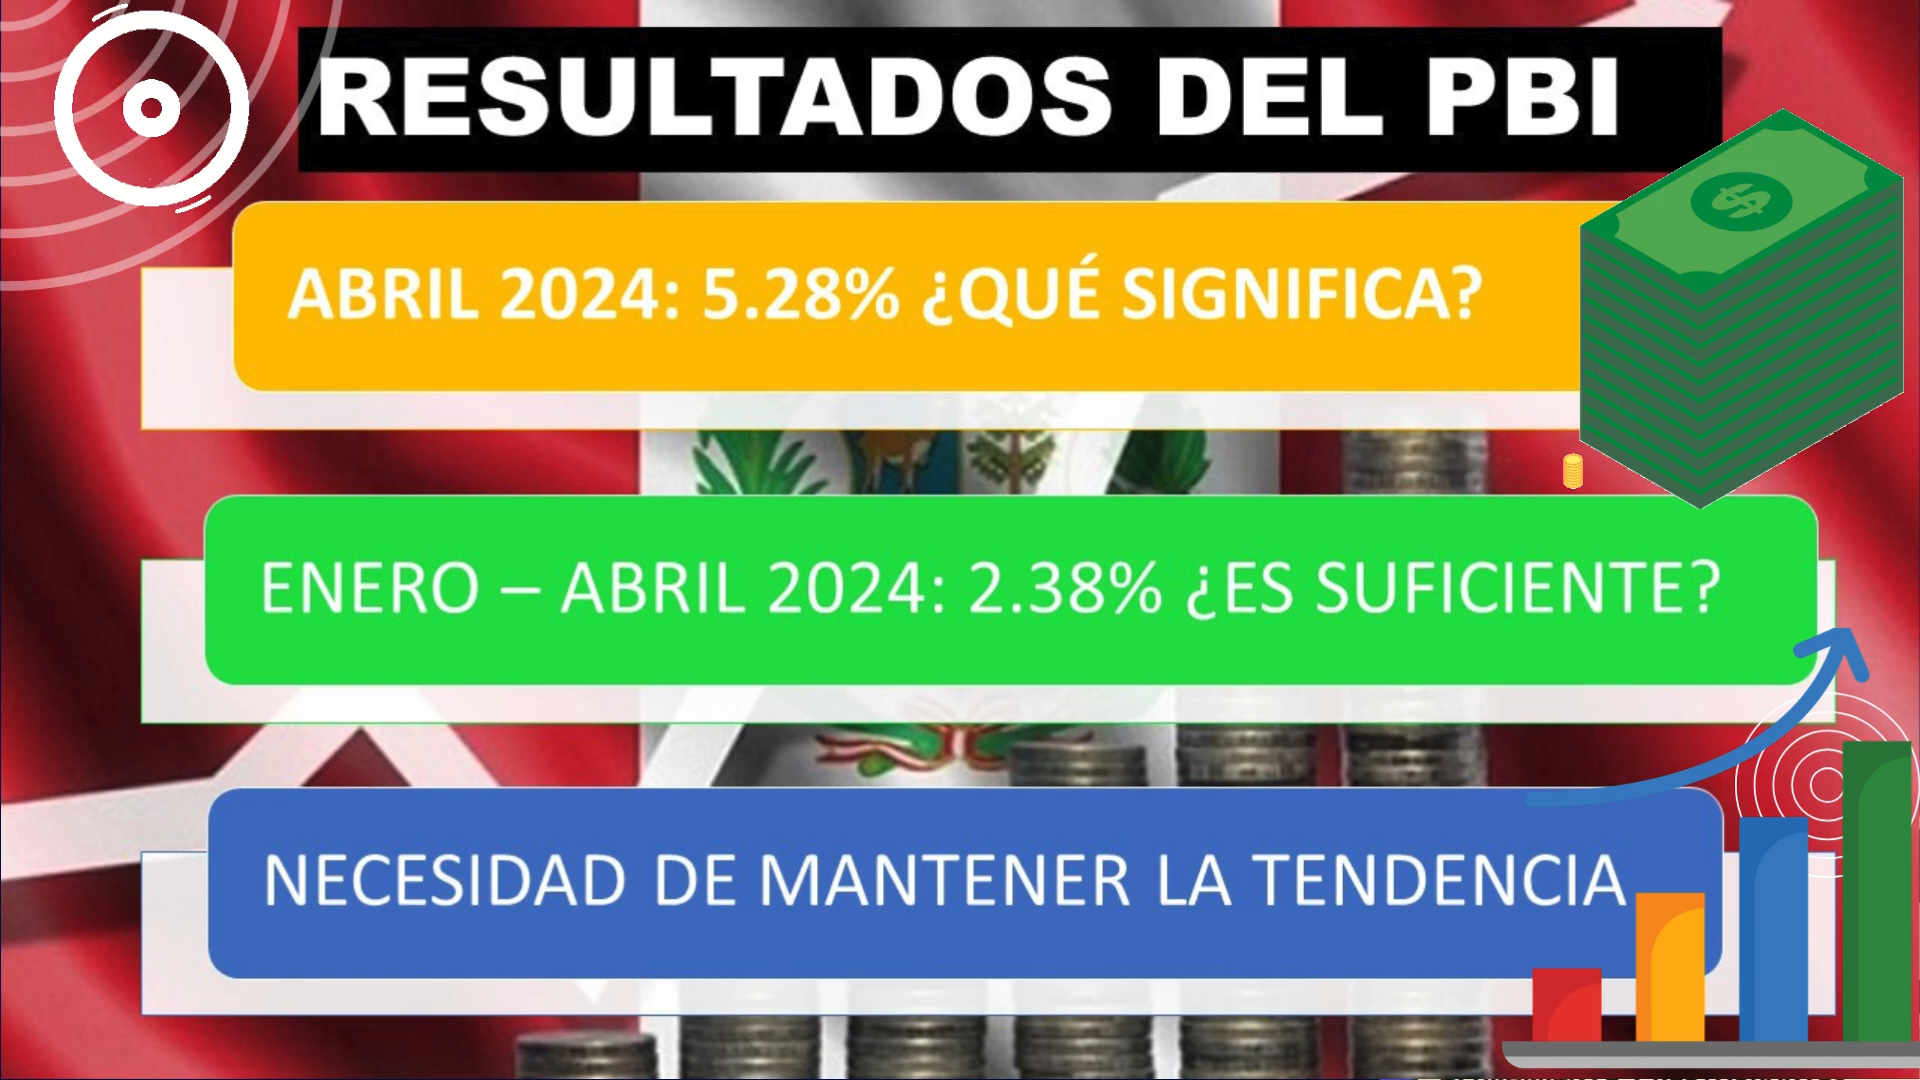 RESULTADOS DEL PBI
ABRIL 2024: 5.28% ¿QUÉ SIGNIFICA?
ENERO – ABRIL 2024: 2.38% ¿ES SUFICIENTE?
NECESIDAD DE MANTENER LA TENDENCIA